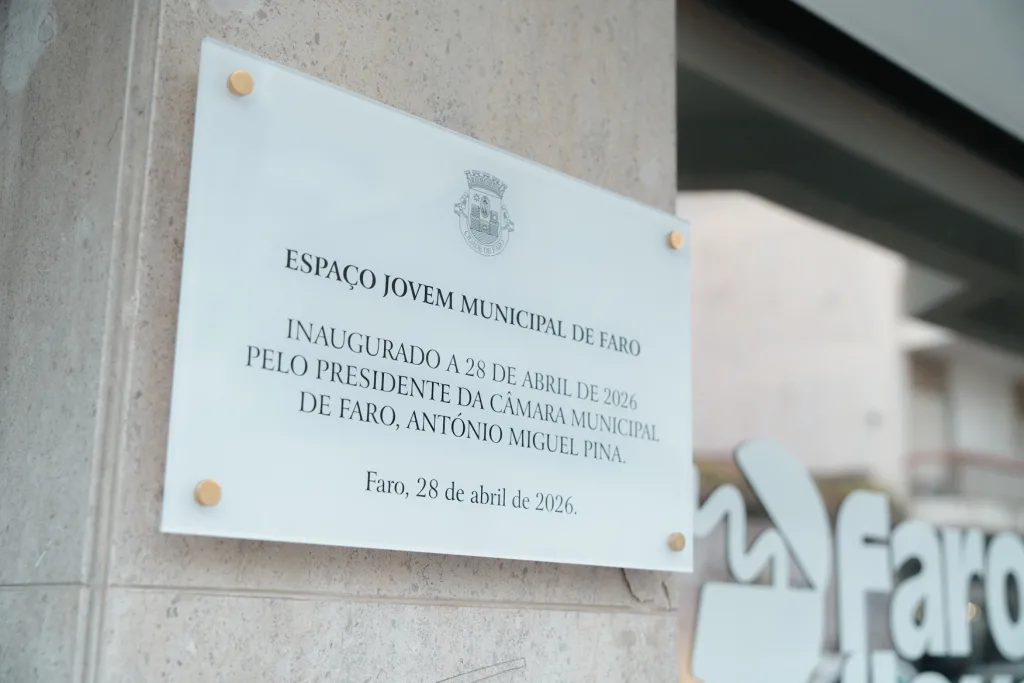 ESPAÇO JOVEM MUNICIPAL DE FARO
INAUGURADO A 28 DE ABRIL DE 2026
PELO PRESIDENTE DA CÂMARA MUNICIPAL
DE FARO, ANTÓNIO MIGUEL PINA.
Faro, 28 de abril de 2026.
faro